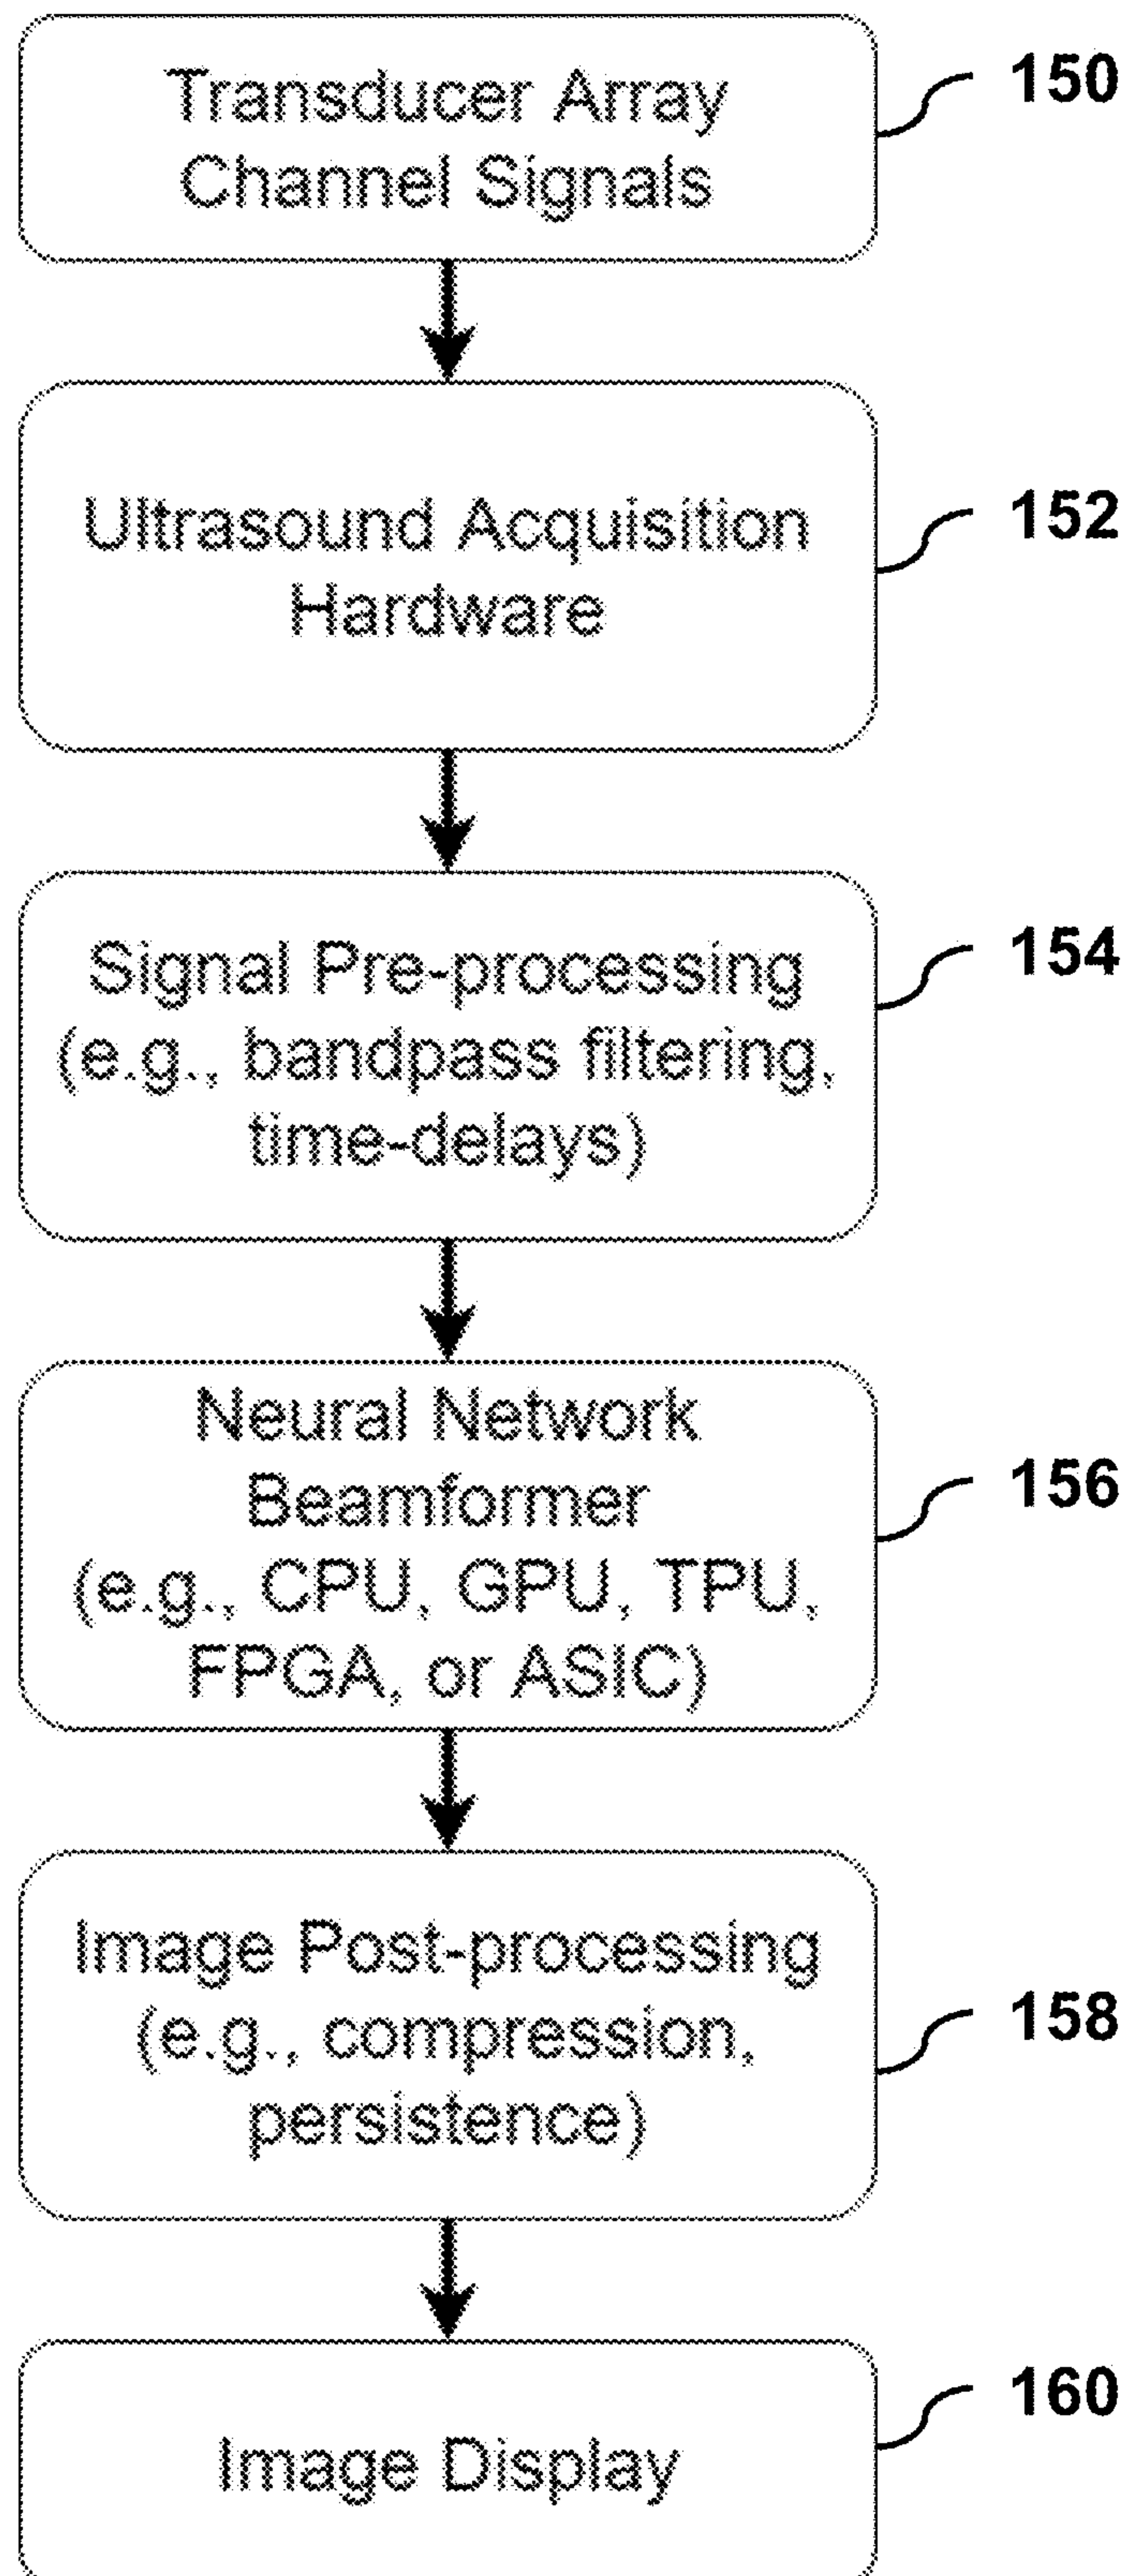 Transducer Array
Channel Signals
150
Ultrasound Acquisition
Hardware
152
Signal Pre-processing
(e.g., bandpass filtering,
time-delays)
154
Neural Network
Beamformer
(e.g., CPU, GPU, TPU,
FPGA, or ASIC)
156
Image Post-processing
(e.g., compression,
persistence)
158
Image Display
160